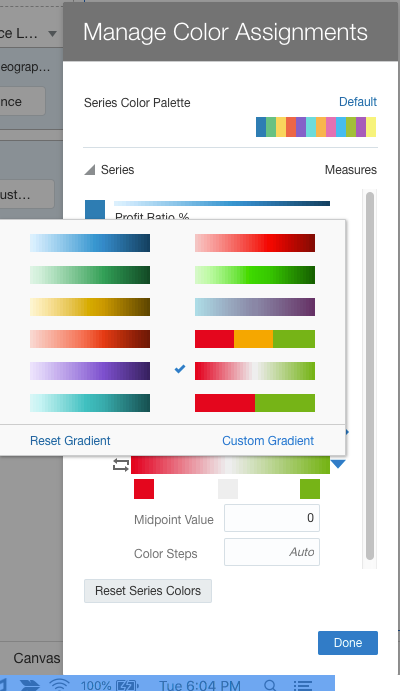 Manage Color Assignments
ce L...
eograp...
nce
ust...
Series Color Palette
Default
Series
Measures
Profit Ratio %
Reset Gradient
Custom Gradient
Midpoint Value
0
Color Steps
Auto
Reset Series Colors
Done
Canvas
100%
Tue 6:04 PM